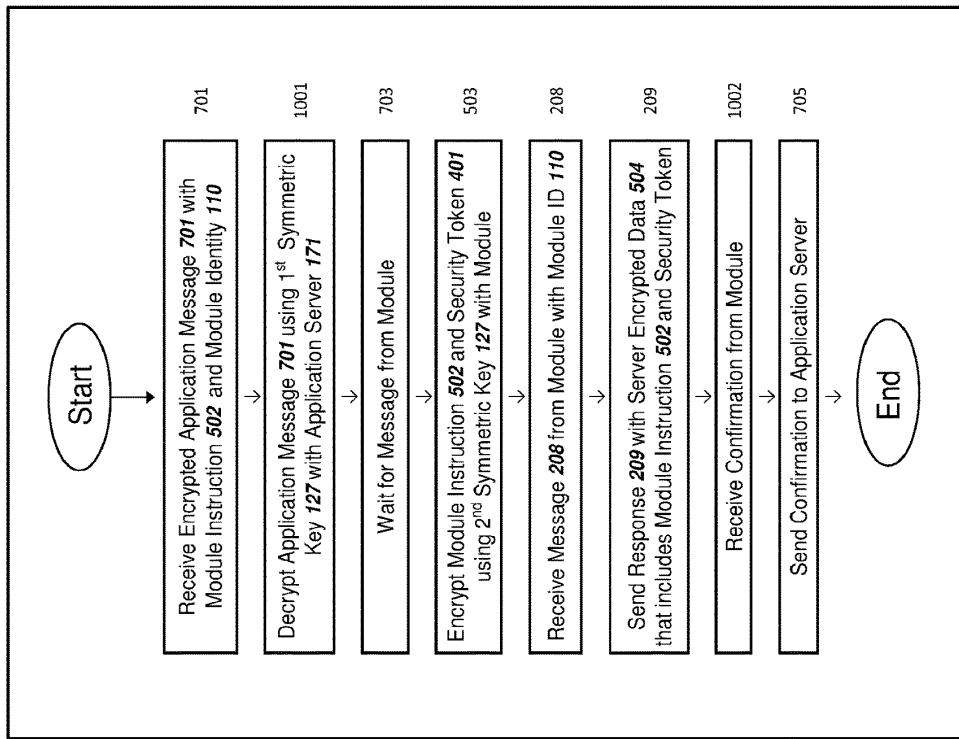 Start
Receive Encrypted Application Message 701 with
Module Instruction 502 and Module Identity 110
701
Decrypt Application Message 701 using 1st Symmetric
Key 127 with Application Server 171
1001
Wait for Message from Module
703
Encrypt Module Instruction 502 and Security Token 401
using 2nd Symmetric Key 127 with Module
503
Receive Message 208 from Module with Module ID 110
208
Send Response 209 with Server Encrypted Data 504
that includes Module Instruction 502 and Security Token
209
Receive Confirmation from Module
1002
Send Confirmation to Application Server
705
End